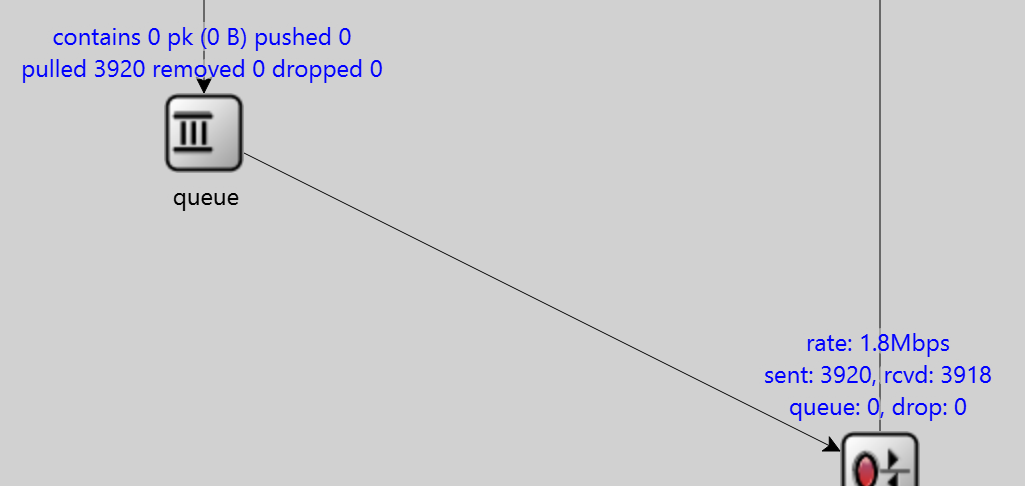 contains 0 pk (0 B) pushed 0
pulled 3920 removed 0 dropped 0
queue
rate: 1.8Mbps
sent: 3920, rcvd: 3918
queue: 0, drop: 0